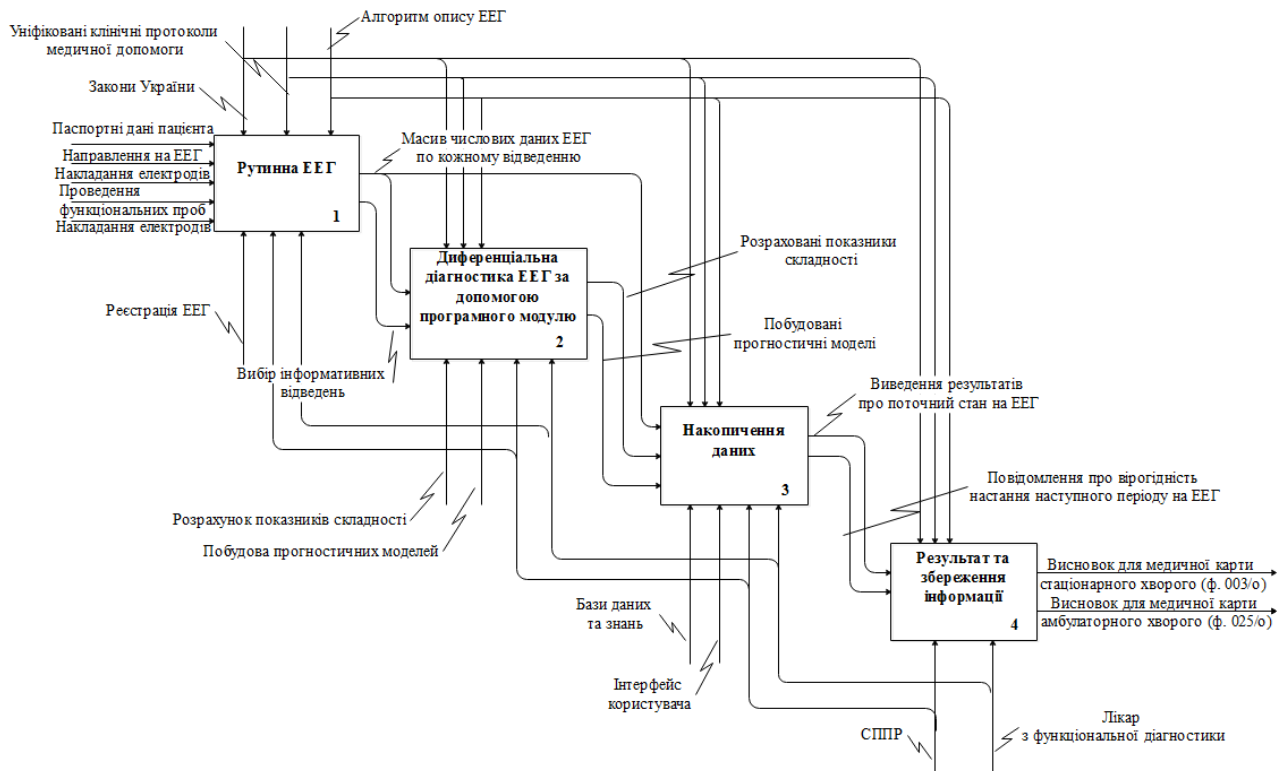 Алгоритм опису ЕЕГ
Уніфіковані клінічні протоколи
медичної допомоги
Закони України
Паспортні дані пацієнта
Направлення на ЕЕГ
Накладання електродів
Проведення
функціональних проб
Накладання електродів
Рутинна ЕЕГ
1
Масив числових даних ЕЕГ
по кожному відведенню
Реєстрація ЕЕГ
Диференціальна
діагностика ЕЕГ за
допомогою
програмного модулю
2
Розраховані показники
складності
Побудовані
прогностичні моделі
Вибір інформативних
відведень
Виведення результатів
про поточний стан на ЕЕГ
Накопичення
даних
3
Повідомлення про вірогідність
настання наступного періоду на ЕЕГ
Розрахунок показників складності
Побудова прогностичних моделей
Результат та
збереження
інформації
4
Висновок для медичної карти
стаціонарного хворого (ф. 003/о)
Висновок для медичної карти
амбулаторного хворого (ф. 025/о)
Бази даних
та знань
Інтерфейс
користувача
СППР
Лікар
з функціональної діагностики